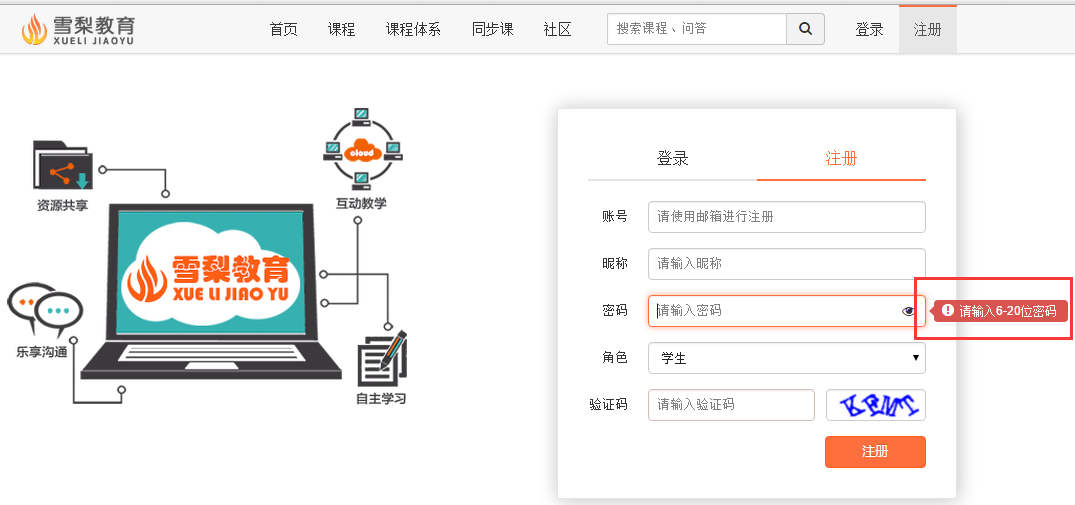 雪梨教育
XUELI JIAOYU
首页 课程 课程体系 同步课 社区 搜索课程、问答 登录 注册
cloud
资源共享
互动教学
雪梨教育
XUE LI JIAO YU
乐享沟通
自主学习
登录 注册
账号 请使用邮箱进行注册
昵称 请输入昵称
密码 请输入密码 请输入6-20位密码
角色 学生
验证码 请输入验证码
注册